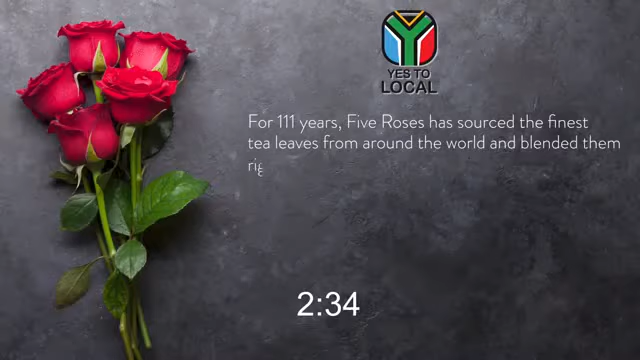 YES TO
LOCAL
For 111 years, Five Roses has sourced the finest
tea leaves from around the world and blended them
2:34